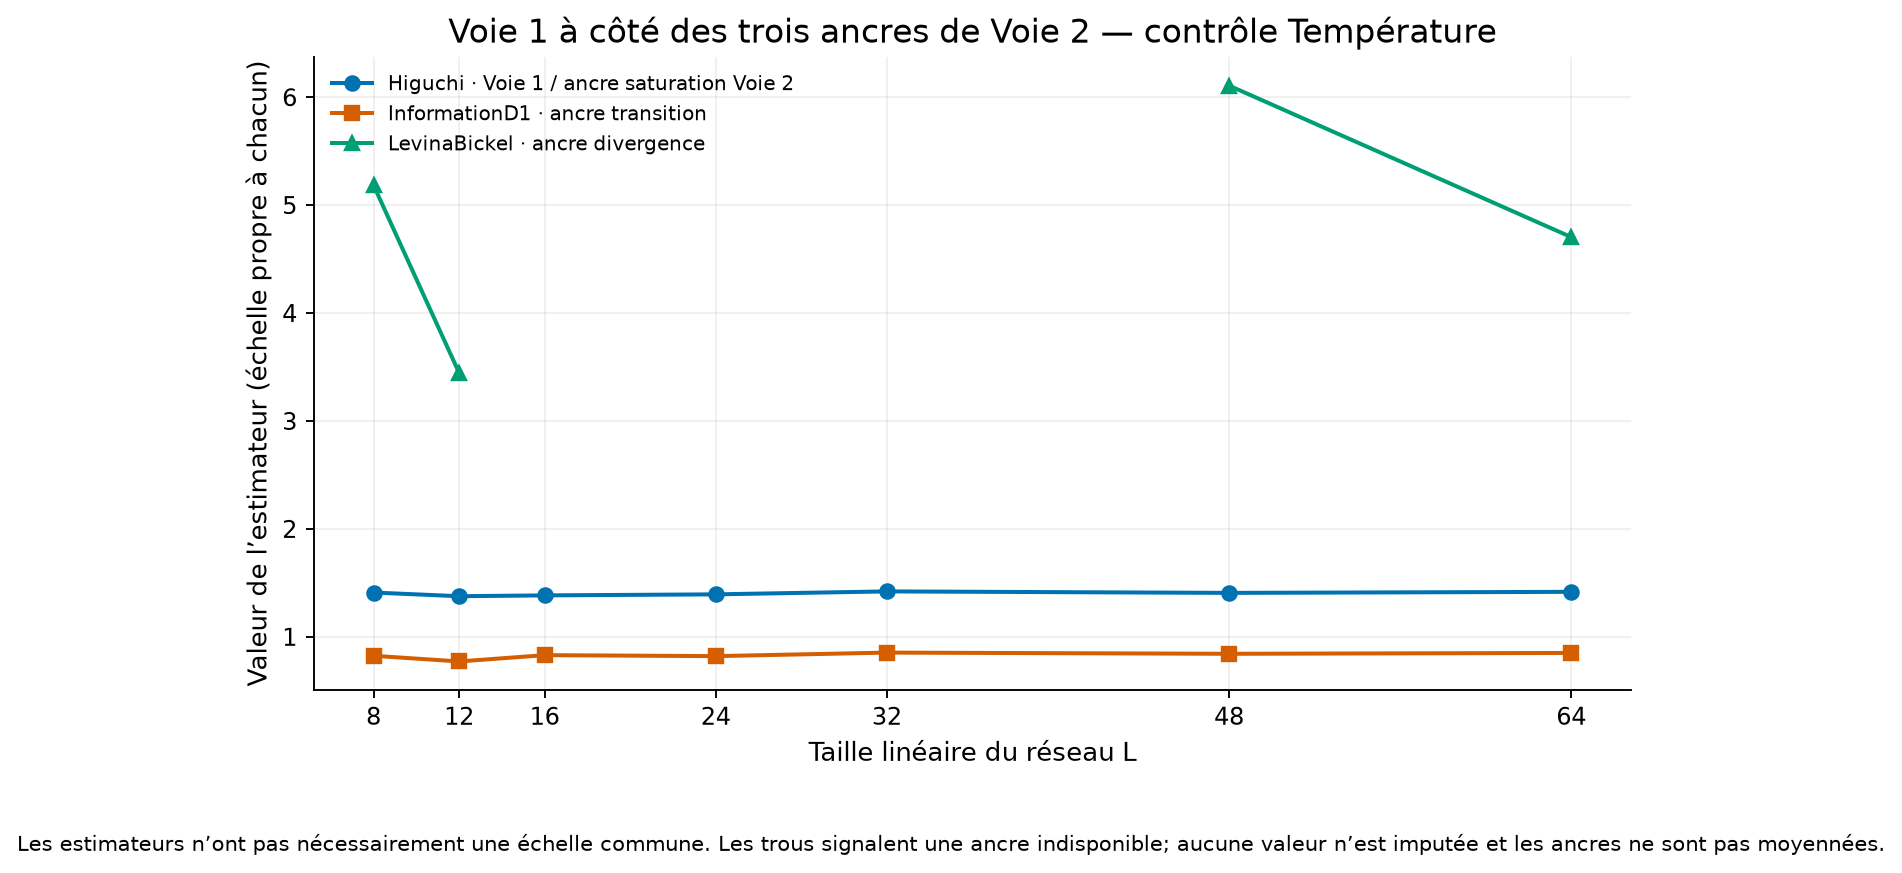 Voie 1 à côté des trois ancres de Voie 2 — contrôle Température
Higuchi · Voie 1 / ancre saturation Voie 2
InformationD1 · ancre transition
LevinaBickel · ancre divergence
Valeur de l’estimateur (échelle propre à chacun)
6
5
4
3
2
1
8 12 16 24 32 48 64
Taille linéaire du réseau L
Les estimateurs n’ont pas nécessairement une échelle commune. Les trous signalent une ancre indisponible; aucune valeur n’est imputée et les ancres ne sont pas moyennées.